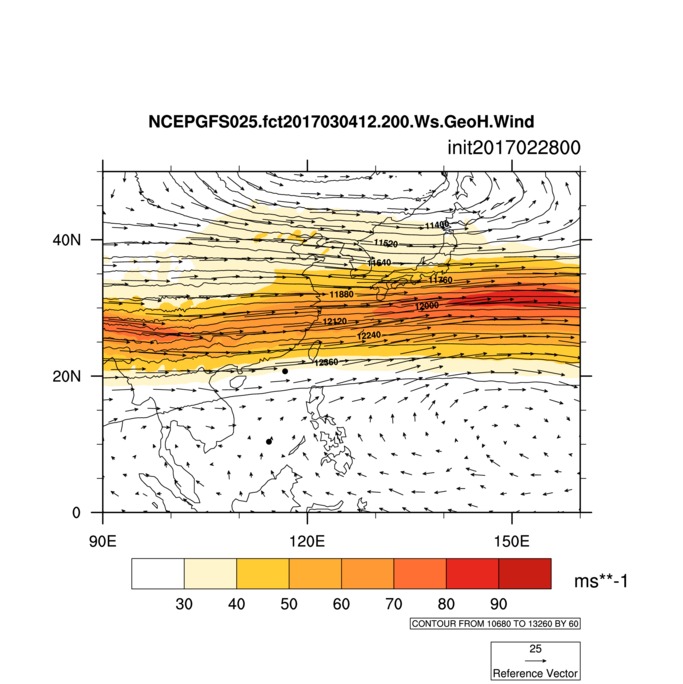 NCEPGFS025.fct2017030412.200.Ws.GeoH.Wind
init2017022800
40N
20N
0
11400
11520
11640
11760
11880
12000
12120
12240
12360
90E 120E 150E
30 40 50 60 70 80 90
ms**-1
CONTOUR FROM 10680 TO 13260 BY 60
25
Reference Vector